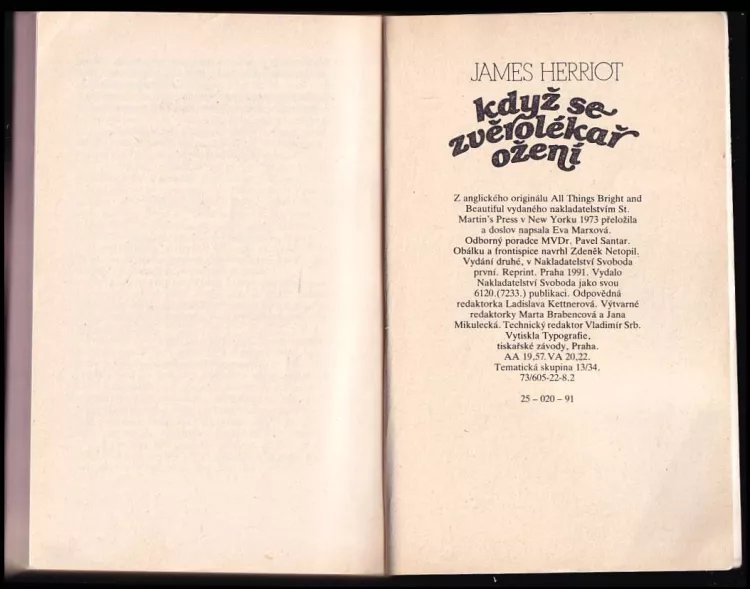 JAMES HERRIOT
když se
zvěrolékař
ožení
Z anglického originálu All Things Bright and
Beautiful vydaného nakladatelstvím St.
Martin's Press v New Yorku 1973 přeložila
a doslov napsala Eva Marxová.
Odborný poradce MVDr. Pavel Santar.
Obálku a frontispice navrhl Zdeněk Netopil.
Vydání druhé, v Nakladatelství Svoboda
první. Reprint. Praha 1991. Vydalo
Nakladatelství Svoboda jako svou
6120.(7233.) publikaci. Odpovědná
redaktorka Ladislava Kettnerová. Výtvarné
redaktorky Marta Brabencová a Jana
Mikulecká. Technický redaktor Vladimír Srb.
Vytiskla Typografie,
tiskařské závody, Praha.
AA 19,57. VA 20,22.
Tematická skupina 13/34.
73/605-22-8.2
25 – 020 – 91